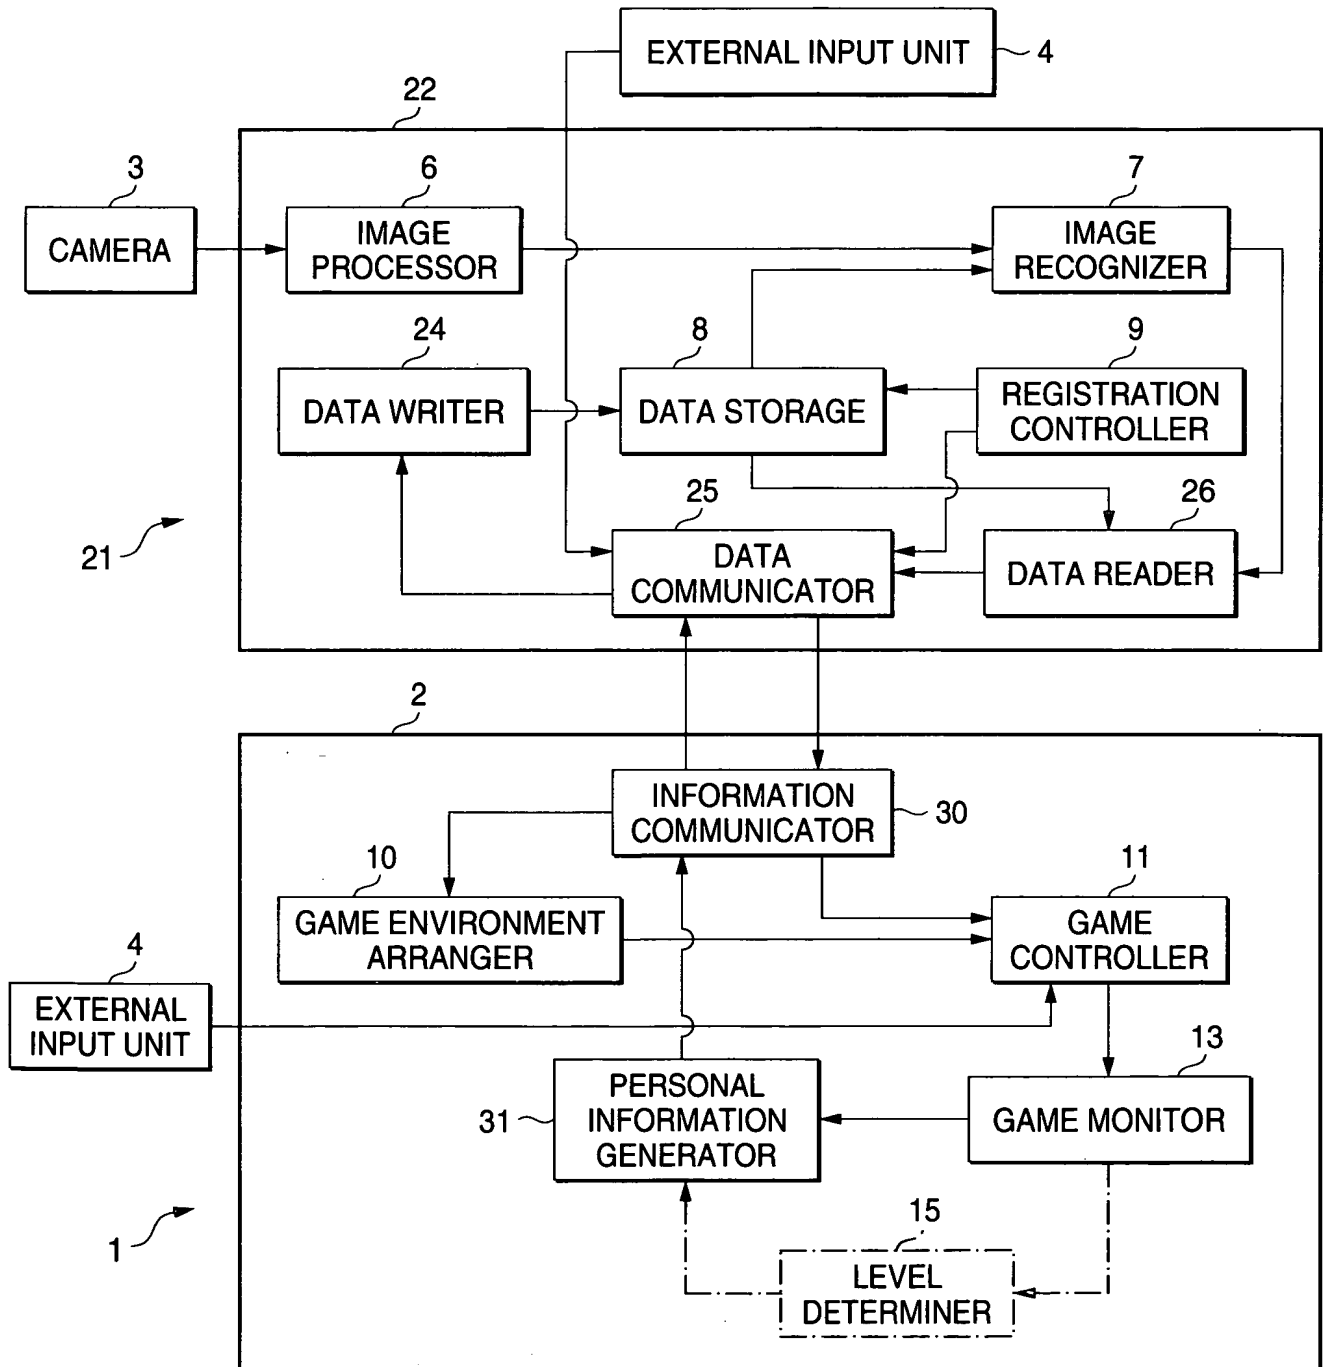 EXTERNAL INPUT UNIT
4
22
3
CAMERA
6
IMAGE
PROCESSOR
7
IMAGE
RECOGNIZER
24
DATA WRITER
8
DATA STORAGE
9
REGISTRATION
CONTROLLER
25
DATA
COMMUNICATOR
26
DATA READER
21
2
INFORMATION
COMMUNICATOR
30
10
GAME ENVIRONMENT
ARRANGER
11
GAME
CONTROLLER
4
EXTERNAL
INPUT UNIT
31
PERSONAL
INFORMATION
GENERATOR
13
GAME MONITOR
15
LEVEL
DETERMINER
1